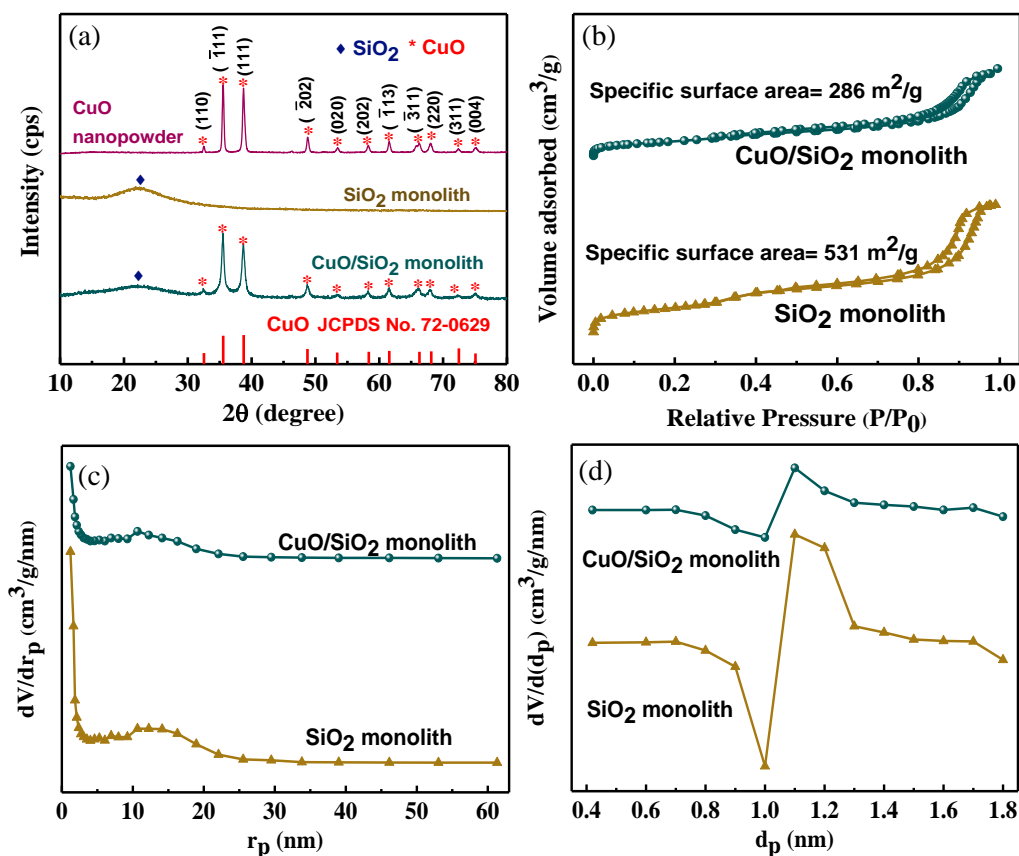 (a)
◆ SiO2 * CuO
(110)
(1̅11)
(111)
(2̅02)
(020)
(202)
(1̅13)
(3̅11)
(220)
(311)
(004)
CuO
nanopowder
SiO2 monolith
CuO/SiO2 monolith
CuO JCPDS No. 72-0629
Intensity (cps)
10 20 30 40 50 60 70 80
2θ (degree)
(b)
Specific surface area= 286 m2/g
CuO/SiO2 monolith
Specific surface area= 531 m2/g
SiO2 monolith
Volume adsorbed (cm3/g)
0.0 0.2 0.4 0.6 0.8 1.0
Relative Pressure (P/P0)
(c)
CuO/SiO2 monolith
SiO2 monolith
dV/drp (cm3/g/nm)
0 10 20 30 40 50 60
rp (nm)
(d)
CuO/SiO2 monolith
SiO2 monolith
dV/d(dp) (cm3/g/nm)
0.4 0.6 0.8 1.0 1.2 1.4 1.6 1.8
dp (nm)